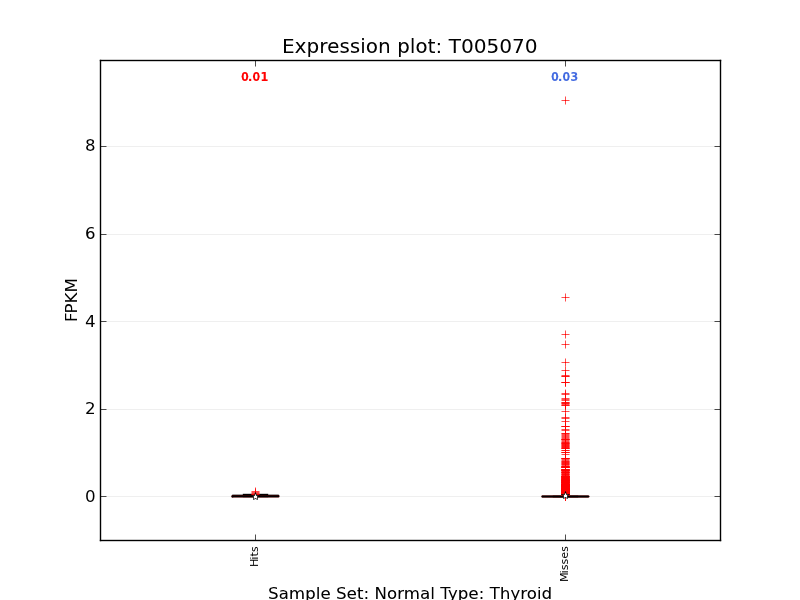 Expression plot: T005070
0.01
0.03
8
6
4
2
0
FPKM
Hits
Misses
Sample Set: Normal Type: Thyroid